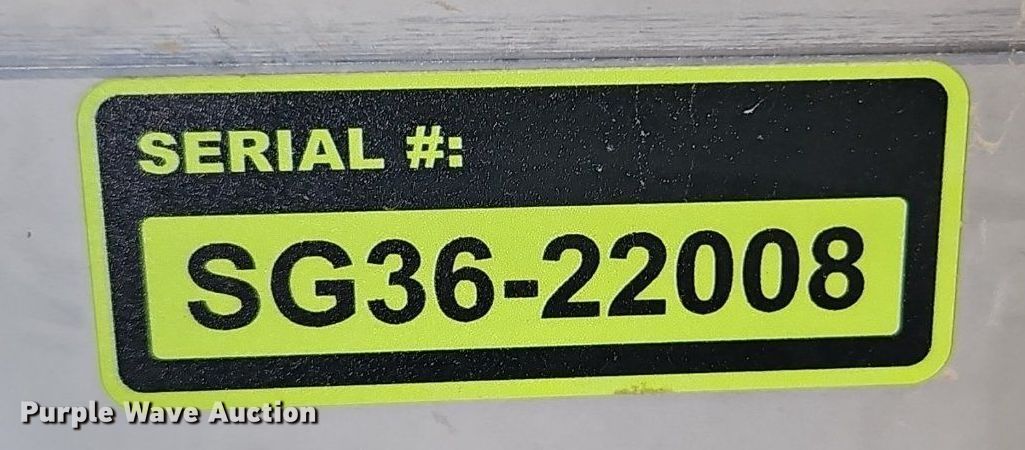 SERIAL #:
SG36-22008
Purple Wave Auction